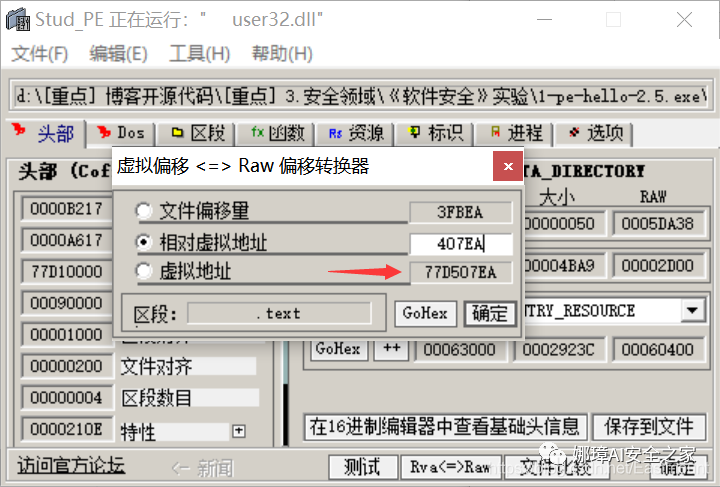 Stud_PE 正在运行："    user32.dll"
文件(F) 编辑(E) 工具(H) 帮助(H)
d:\[重点] 博客开源代码\[重点] 3.安全领域\《软件安全》实验\1-pe-hello-2.5.exe\
头部 Dos 区段 fx 函数 Rs 资源 标识 进程 选项
头部 (Cof
TA_DIRECTORY
大小 RAW
虚拟偏移 <=> Raw 偏移转换器
文件偏移量 3FBEA
相对虚拟地址 407EA
虚拟地址 77D507EA
区段： .text GoHex 确定
0000B217
0000A617
77D10000
00090000
00001000
00000200 文件对齐
00000004 区段数目
0000210E 特性 +
00000050 0005DA38
00004BA9 00002D00
NTRY_RESOURCE
GoHex ++ 00063000 0002923C 00060400
在16进制编辑器中查看基础头信息 保存到文件
访问官方论坛 <- 新闻 测试 Rva<=>Raw 文件比较 确定
娜璋AI安全之家